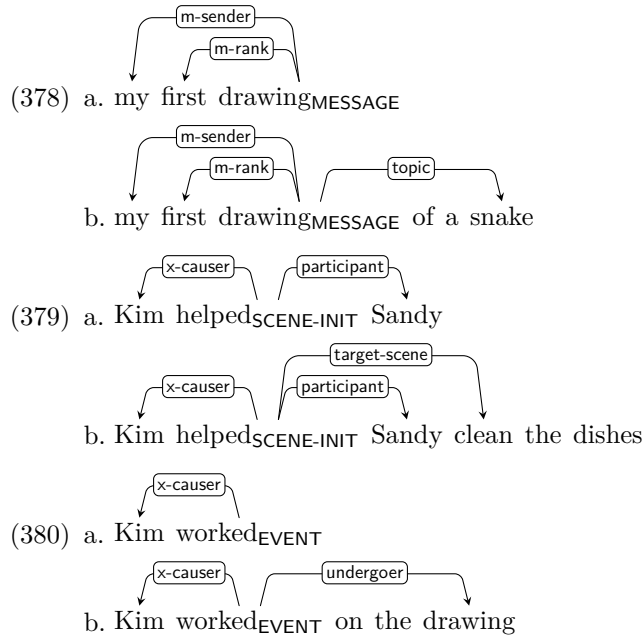 m-sender
m-rank
(378) a. my first drawingMESSAGE
m-sender
m-rank topic
b. my first drawingMESSAGE of a snake
x-causer participant
(379) a. Kim helpedSCENE-INIT Sandy
target-scene
x-causer participant
b. Kim helpedSCENE-INIT Sandy clean the dishes
x-causer
(380) a. Kim workedEVENT
x-causer undergoer
b. Kim workedEVENT on the drawing